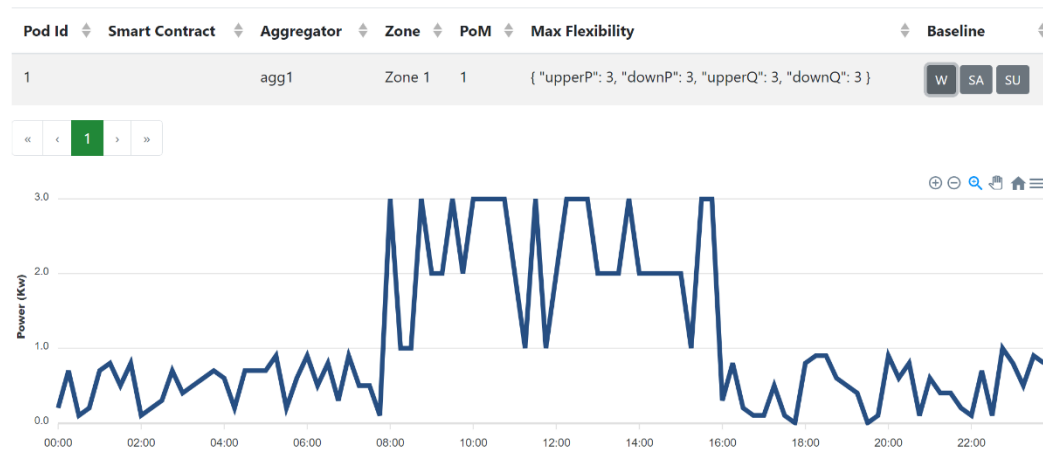 Pod Id Smart Contract Aggregator Zone PoM Max Flexibility Baseline
1 agg1 Zone 1 1 { "upperP": 3, "downP": 3, "upperQ": 3, "downQ": 3 } W SA SU
« ‹ 1 › »
3.0
2.0
1.0
0.0
Power (Kw)
00:00 02:00 04:00 06:00 08:00 10:00 12:00 14:00 16:00 18:00 20:00 22:00